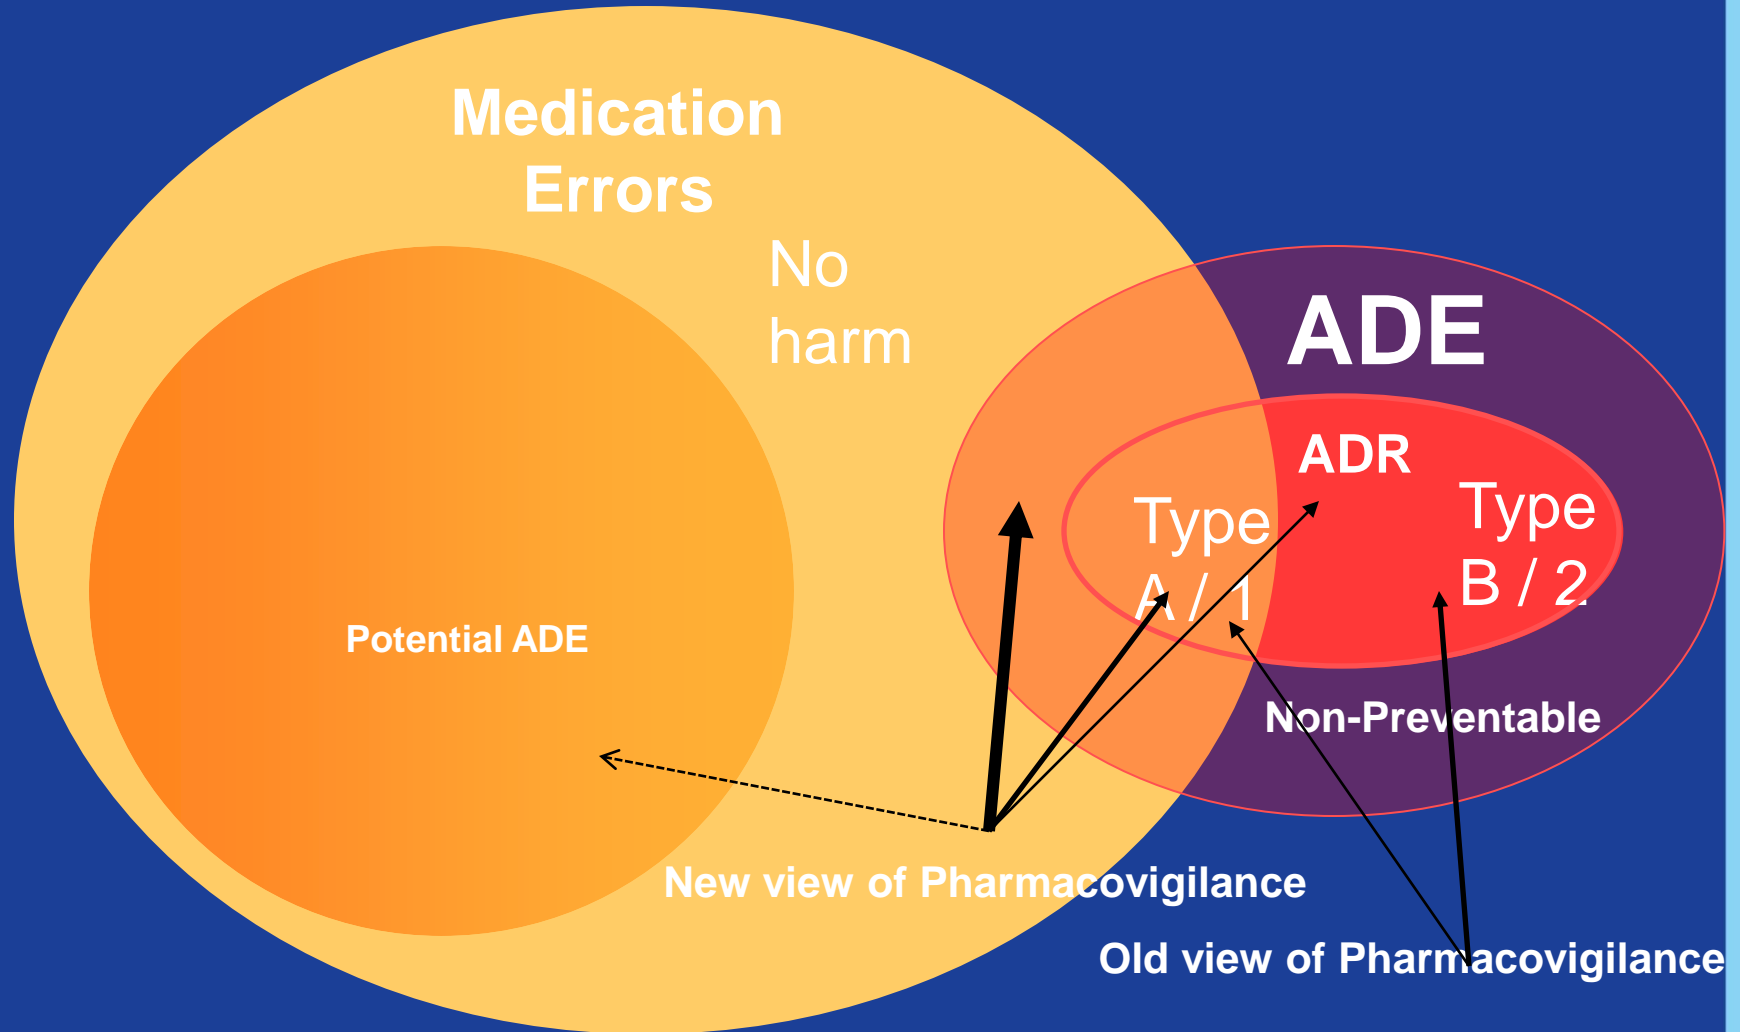 Medication
Errors
No
harm
ADE
ADR
Type
A / 1
Type
B / 2
Potential ADE
Non-Preventable
New view of Pharmacovigilance
Old view of Pharmacovigilance